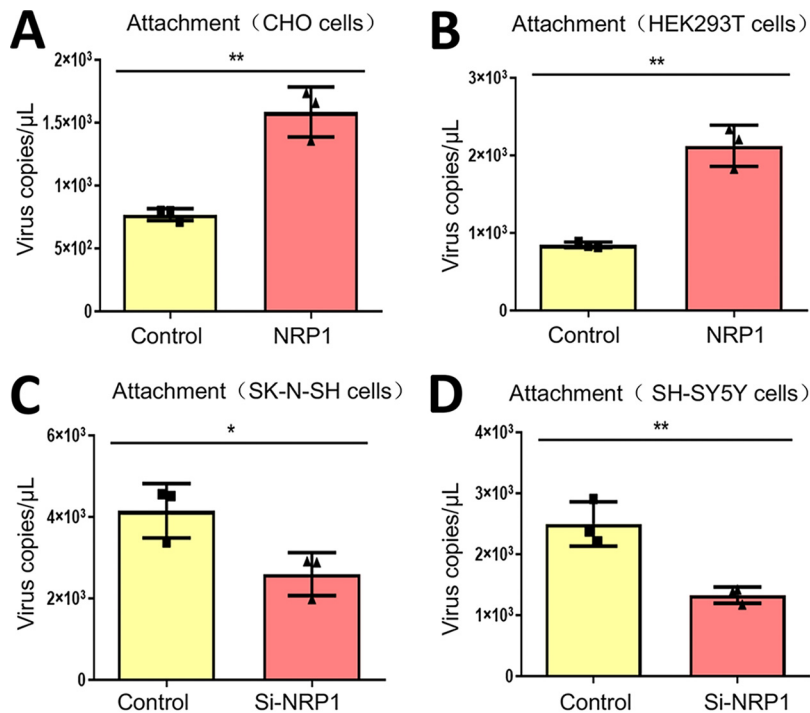 A
Attachment（CHO cells）
**
2×10³
1.5×10³
1×10³
5×10²
0
Virus copies/μL
Control
NRP1
B
Attachment（HEK293T cells）
**
3×10³
2×10³
1×10³
0
Virus copies/μL
Control
NRP1
C
Attachment（SK-N-SH cells）
*
6×10³
4×10³
2×10³
0
Virus copies/μL
Control
Si-NRP1
D
Attachment（ SH-SY5Y cells）
**
4×10³
3×10³
2×10³
1×10³
0
Virus copies/μL
Control
Si-NRP1